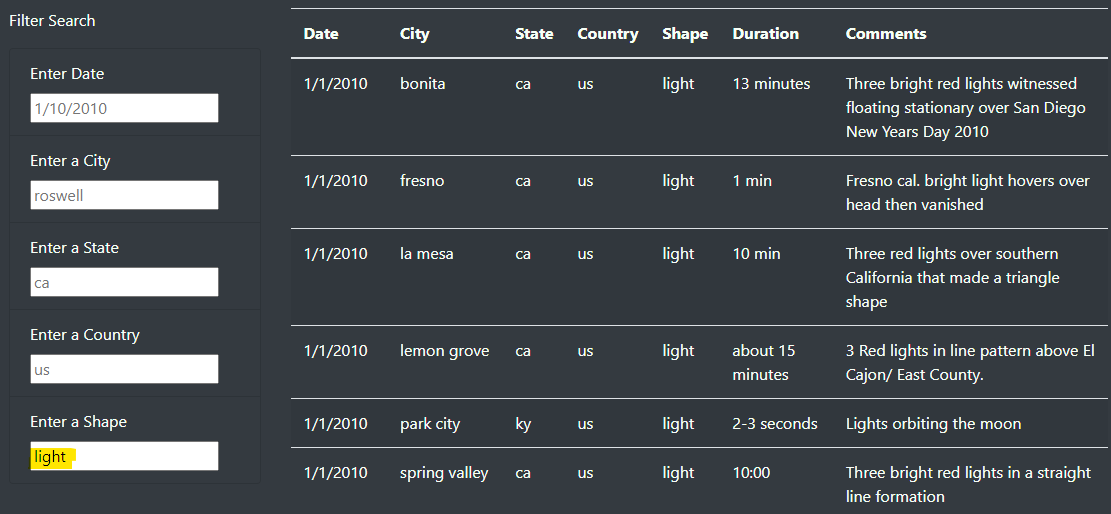 Filter Search
Enter Date
1/10/2010
Enter a City
roswell
Enter a State
ca
Enter a Country
us
Enter a Shape
light
Date City State Country Shape Duration Comments
1/1/2010 bonita ca us light 13 minutes Three bright red lights witnessed
floating stationary over San Diego
New Years Day 2010
1/1/2010 fresno ca us light 1 min Fresno cal. bright light hovers over
head then vanished
1/1/2010 la mesa ca us light 10 min Three red lights over southern
California that made a triangle
shape
1/1/2010 lemon grove ca us light about 15 3 Red lights in line pattern above El
minutes Cajon/ East County.
1/1/2010 park city ky us light 2-3 seconds Lights orbiting the moon
1/1/2010 spring valley ca us light 10:00 Three bright red lights in a straight
line formation